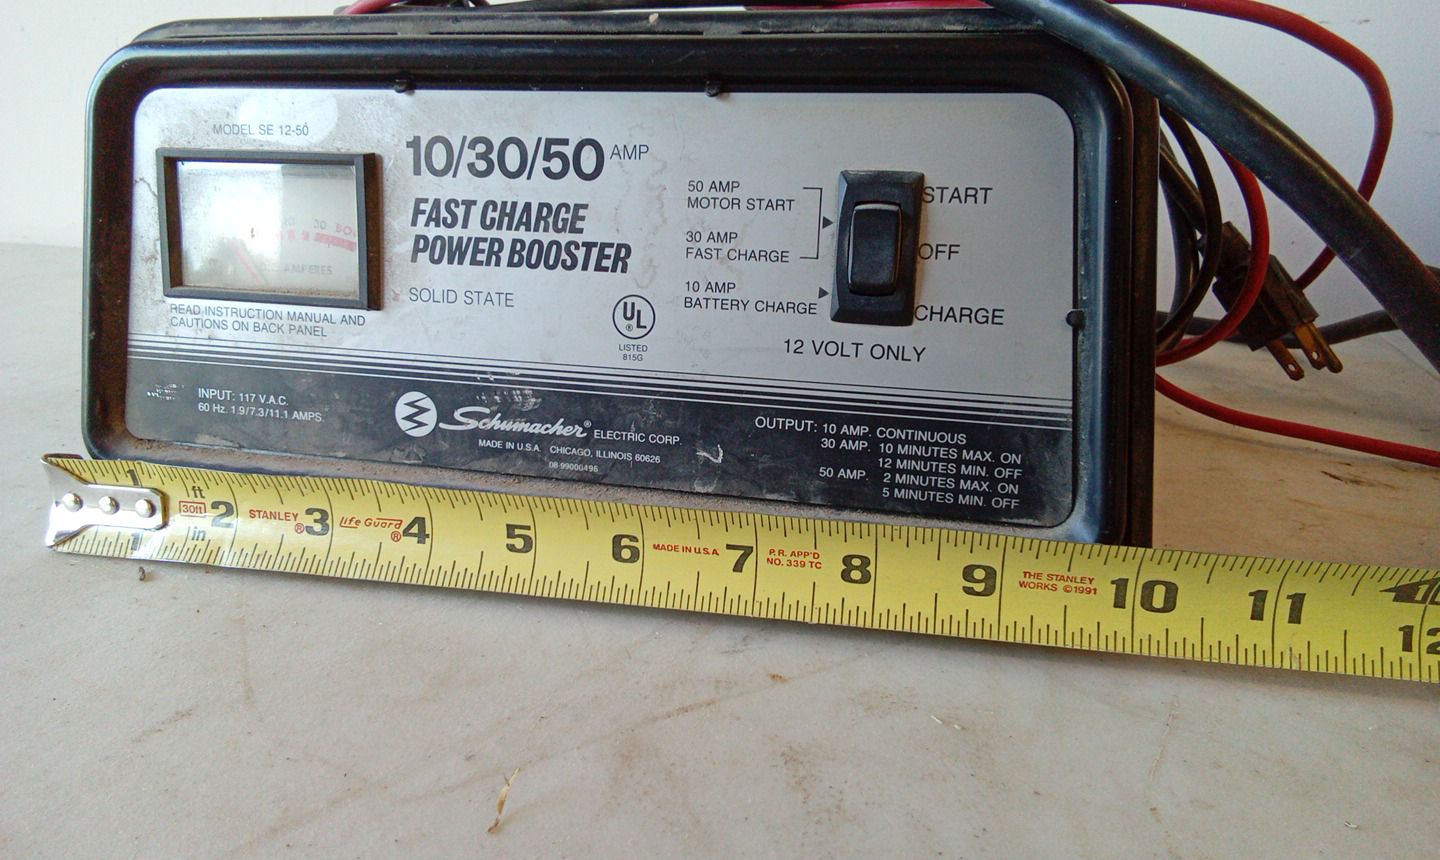 MODEL SE 12-50
10/30/50 AMP
FAST CHARGE
POWER BOOSTER
SOLID STATE
30
AMPERES
READ INSTRUCTION MANUAL AND
CAUTIONS ON BACK PANEL
UL
®
LISTED
815G
50 AMP
MOTOR START
30 AMP
FAST CHARGE
10 AMP
BATTERY CHARGE
START
OFF
CHARGE
12 VOLT ONLY
INPUT: 117 V.A.C.
60 Hz. 1.9/7.3/11.1 AMPS
Schumacher® ELECTRIC CORP.
MADE IN U.S.A. CHICAGO, ILLINOIS 60626
08-99000496
OUTPUT: 10 AMP. CONTINUOUS
30 AMP. 10 MINUTES MAX. ON
12 MINUTES MIN. OFF
50 AMP. 2 MINUTES MAX. ON
5 MINUTES MIN. OFF
1 ft 30ft in 2 STANLEY ® 3 Life Guard ® 4 5 6 MADE IN U.S.A. 7 P.R. APP'D NO. 339 TC 8 9 THE STANLEY WORKS ©1991 10 11 12
1